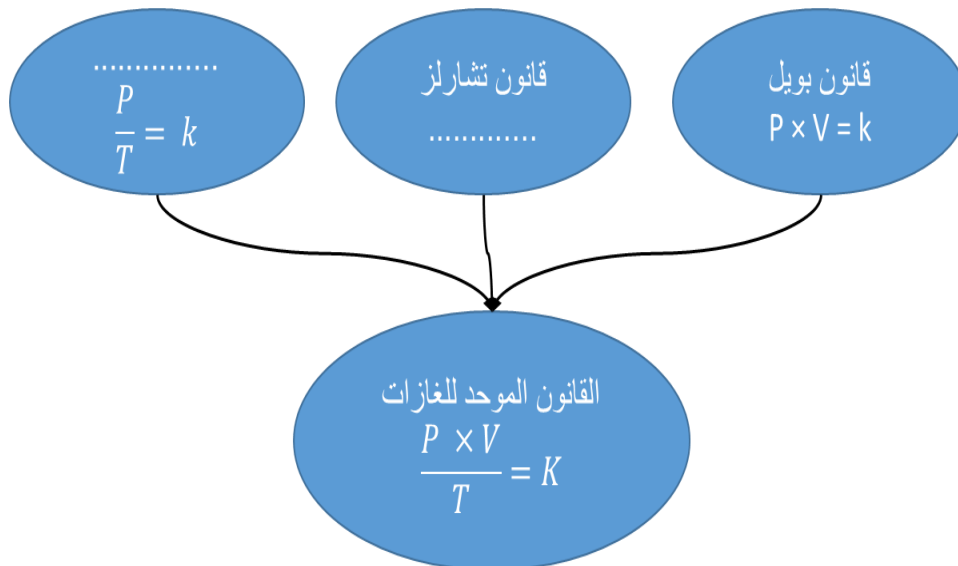 قانون بويل
P × V = k
قانون تشارلز
.............
...............
P/T = k
القانون الموحد للغازات
P × V / T = K